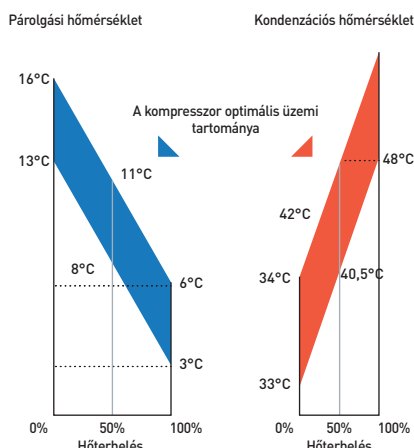 Párolgási hőmérséklet
Kondenzációs hőmérséklet
16°C
A kompresszor optimális üzemi
tartománya
13°C
11°C
48°C
42°C
8°C
6°C
34°C
40,5°C
3°C
33°C
0%
50%
100%
0%
50%
100%
Hőterhelés
Hőterhelés